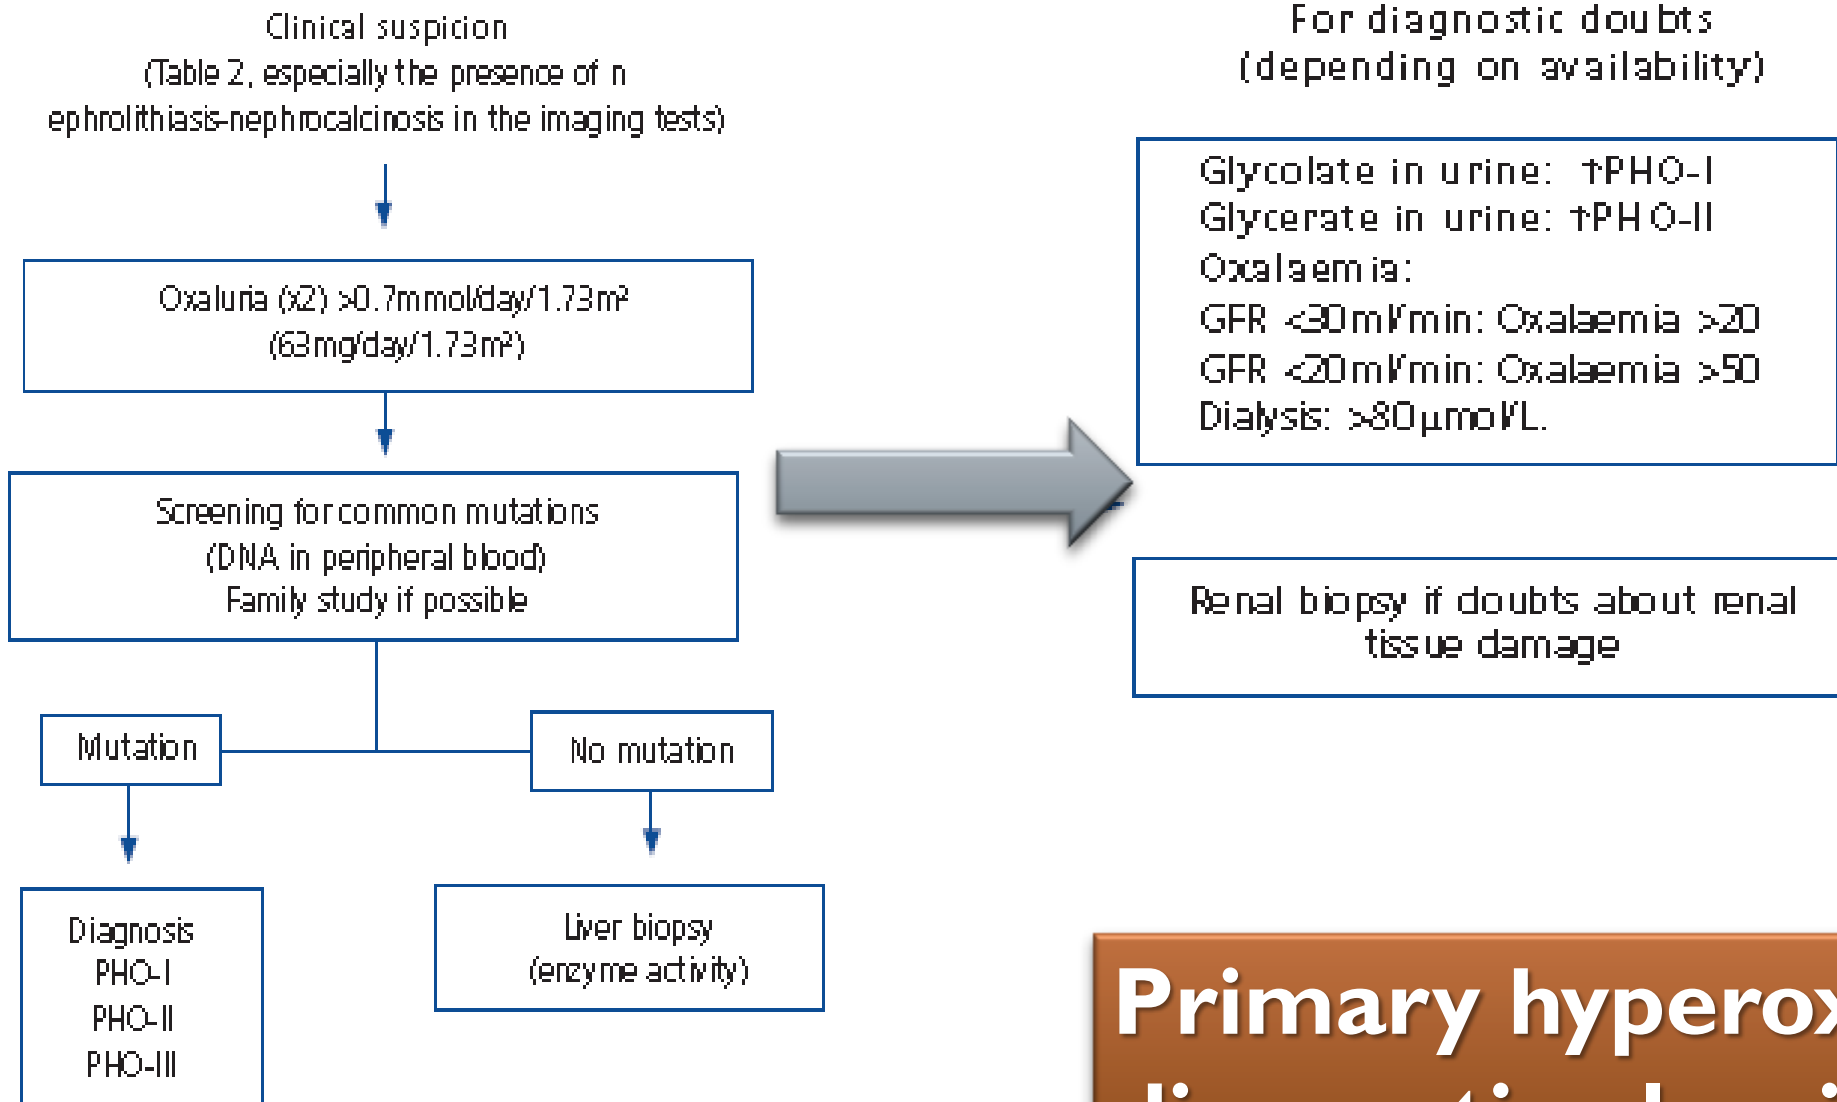 Clinical suspicion
(Table 2, especially the presence of n
ephrolithiasis-nephrocalcinosis in the imaging tests)
Oxaluria (x2) >0.7mmol/day/1.73m²
(63mg/day/1.73m²)
Screening for common mutations
(DNA in peripheral blood)
Family study if possible
Mutation
No mutation
Diagnosis
PHO-I
PHO-II
PHO-III
Liver biopsy
(enzyme activity)
For diagnostic doubts
(depending on availability)
Glycolate in urine: ↑PHO-I
Glycerate in urine: ↑PHO-II
Oxalaemia:
GFR <30ml/min: Oxalaemia >20
GFR <20ml/min: Oxalaemia >50
Dialysis: >80µmol/L.
Renal biopsy if doubts about renal
tissue damage
Primary hyperox